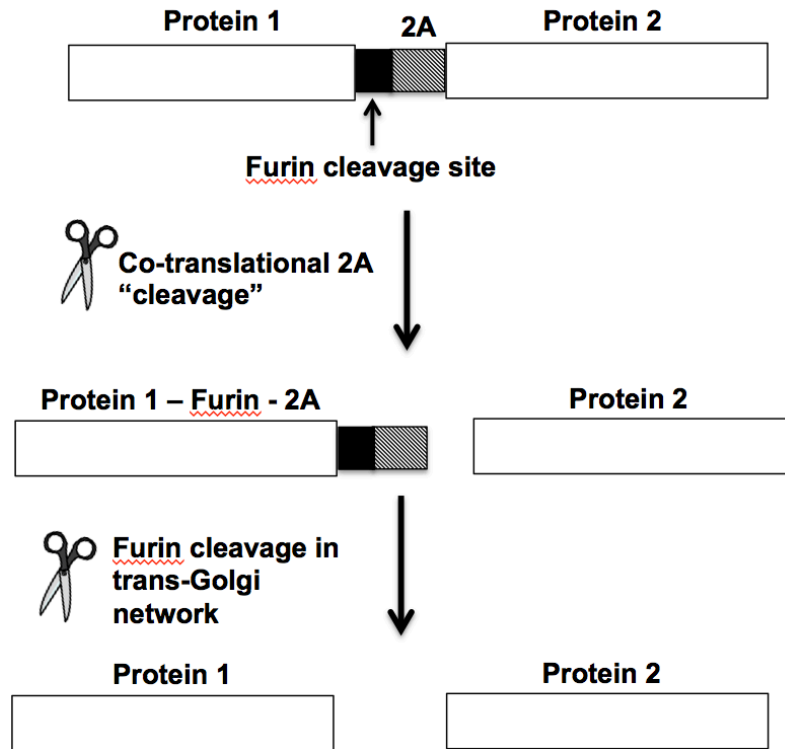 Protein 1
2A
Protein 2
Furin cleavage site
Co-translational 2A
“cleavage”
Protein 1 – Furin - 2A
Protein 2
Furin cleavage in
trans-Golgi
network
Protein 1
Protein 2